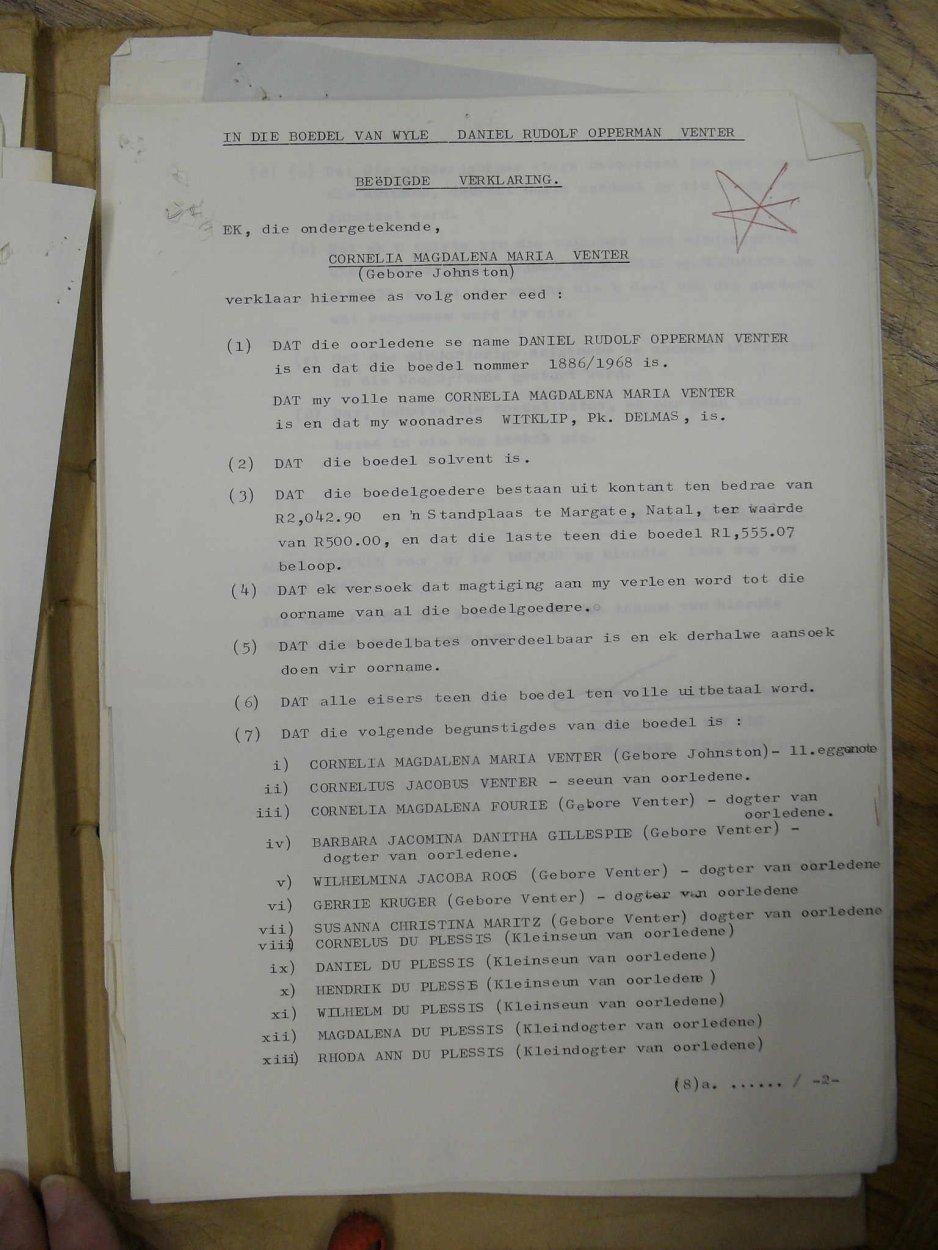 IN DIE BOEDEL VAN WYLE DANIEL RUDOLF OPPERMAN VENTER
BEëDIGDE VERKLARING.
EK, die ondergetekende,
CORNELIA MAGDALENA MARIA VENTER
(Gebore Johnston)
verklaar hiermee as volg onder eed :
(1) DAT die oorledene se name DANIEL RUDOLF OPPERMAN VENTER
is en dat die boedel nommer 1886/1968 is.
DAT my volle name CORNELIA MAGDALENA MARIA VENTER
is en dat my woonadres WITKLIP, Pk. DELMAS, is.
(2) DAT die boedel solvent is.
(3) DAT die boedelgoedere bestaan uit kontant ten bedrae van
R2,042.90 en 'n Standplaas te Margate, Natal, ter waarde
van R500.00, en dat die laste teen die boedel R1,555.07
beloop.
(4) DAT ek versoek dat magtiging aan my verleen word tot die
oorname van al die boedelgoedere.
(5) DAT die boedelbates onverdeelbaar is en ek derhalwe aansoek
doen vir oorname.
(6) DAT alle eisers teen die boedel ten volle uitbetaal word.
(7) DAT die volgende begunstigdes van die boedel is :
i) CORNELIA MAGDALENA MARIA VENTER (Gebore Johnston)- ll.eggenote
ii) CORNELIUS JACOBUS VENTER - seeun van oorledene.
iii) CORNELIA MAGDALENA FOURIE (Gebore Venter) - dogter van
oorledene.
iv) BARBARA JACOMINA DANITHA GILLESPIE (Gebore Venter) -
dogter van oorledene.
v) WILHELMINA JACOBA ROOS (Gebore Venter) - dogter van oorledene
vi) GERRIE KRUGER (Gebore Venter) - dogter van oorledene
vii) SUSANNA CHRISTINA MARITZ (Gebore Venter) dogter van oorledene
viii) CORNELUS DU PLESSIS (Kleinseun van oorledene)
ix) DANIEL DU PLESSIS (Kleinseun van oorledene)
x) HENDRIK DU PLESSE (Kleinseun van oorledene )
xi) WILHELM DU PLESSIS (Kleinseun van oorledene)
xii) MAGDALENA DU PLESSIS (Kleindogter van oorledene)
xiii) RHODA ANN DU PLESSIS (Kleindogter van oorledene)
(8)a. ...... / -2-